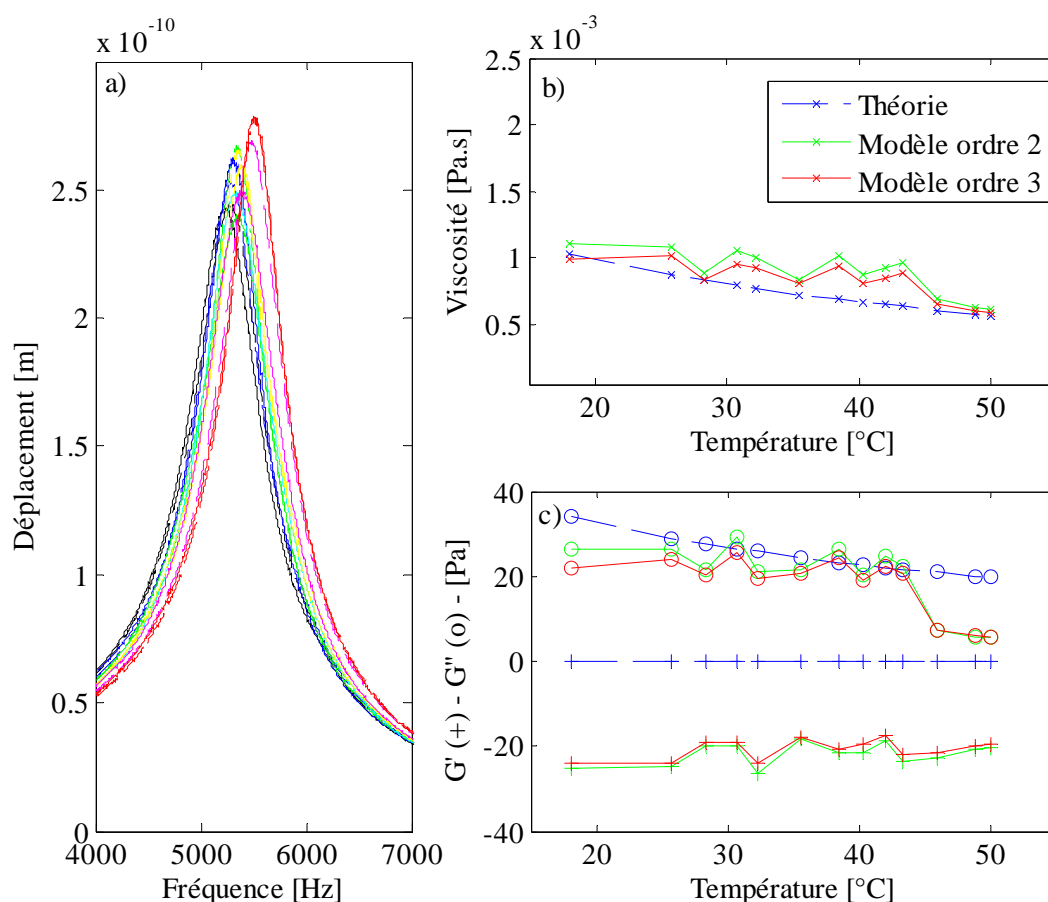 x 10^-10
a)
2.5
2
1.5
1
0.5
0
4000 5000 6000 7000
Déplacement [m]
Fréquence [Hz]
x 10^-3
b)
2.5
2
1.5
1
0.5
20 30 40 50
Viscosité [Pa.s]
Température [°C]
Théorie
Modèle ordre 2
Modèle ordre 3
c)
40
20
0
-20
-40
20 30 40 50
G' (+) - G'' (o) - [Pa]
Température [°C]